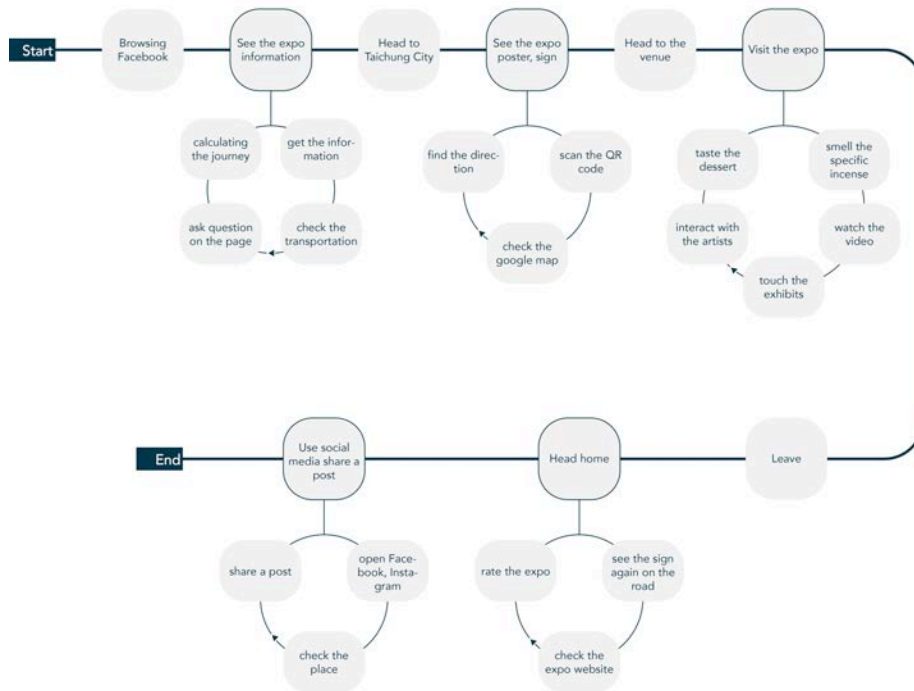 Start
Browsing
Facebook
See the expo
information
Head to
Taichung City
See the expo
poster, sign
Head to the
venue
Visit the expo
calculating
the journey
get the infor-
mation
ask question
on the page
check the
transportation
find the direc-
tion
scan the QR
code
check the
google map
taste the
dessert
smell the
specific
incense
interact with
the artists
watch the
video
touch the
exhibits
End
Use social
media share a
post
Head home
Leave
share a post
open Face-
book, Insta-
gram
check the
place
rate the expo
see the sign
again on the
road
check the
expo website